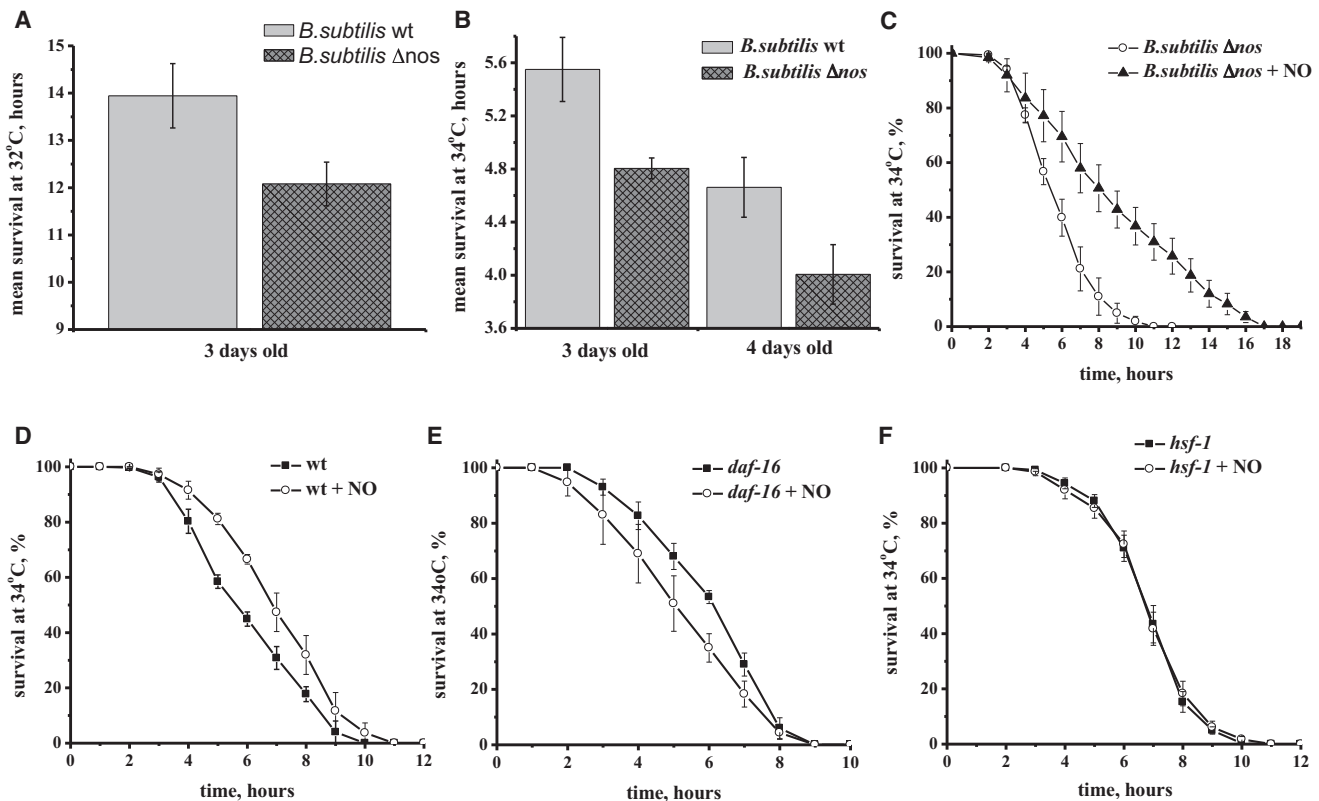 A
B.subtilis wt
B.subtilis Δnos
mean survival at 32°C, hours
15
14
13
12
11
10
9
3 days old
B
B.subtilis wt
B.subtilis Δnos
mean survival at 34°C, hours
5.6
5.2
4.8
4.4
4.0
3.6
3 days old
4 days old
C
B.subtilis Δnos
B.subtilis Δnos + NO
survival at 34°C, %
100
80
60
40
20
0
0 2 4 6 8 10 12 14 16 18
time, hours
D
wt
wt + NO
survival at 34°C, %
100
80
60
40
20
0
0 2 4 6 8 10 12
time, hours
E
daf-16
daf-16 + NO
survival at 34oC, %
100
80
60
40
20
0
0 2 4 6 8 10
time, hours
F
hsf-1
hsf-1 + NO
survival at 34°C, %
100
80
60
40
20
0
0 2 4 6 8 10 12
time, hours